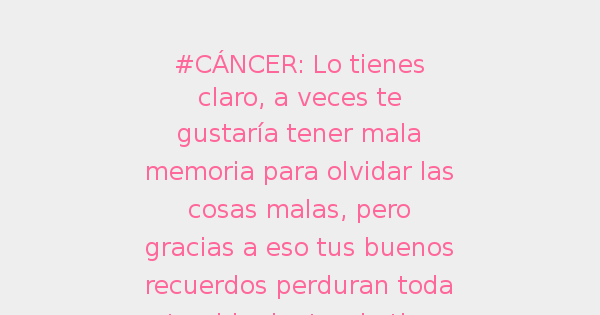 #CÁNCER: Lo tienes
claro, a veces te
gustaría tener mala
memoria para olvidar las
cosas malas, pero
gracias a eso tus buenos
recuerdos perduran toda